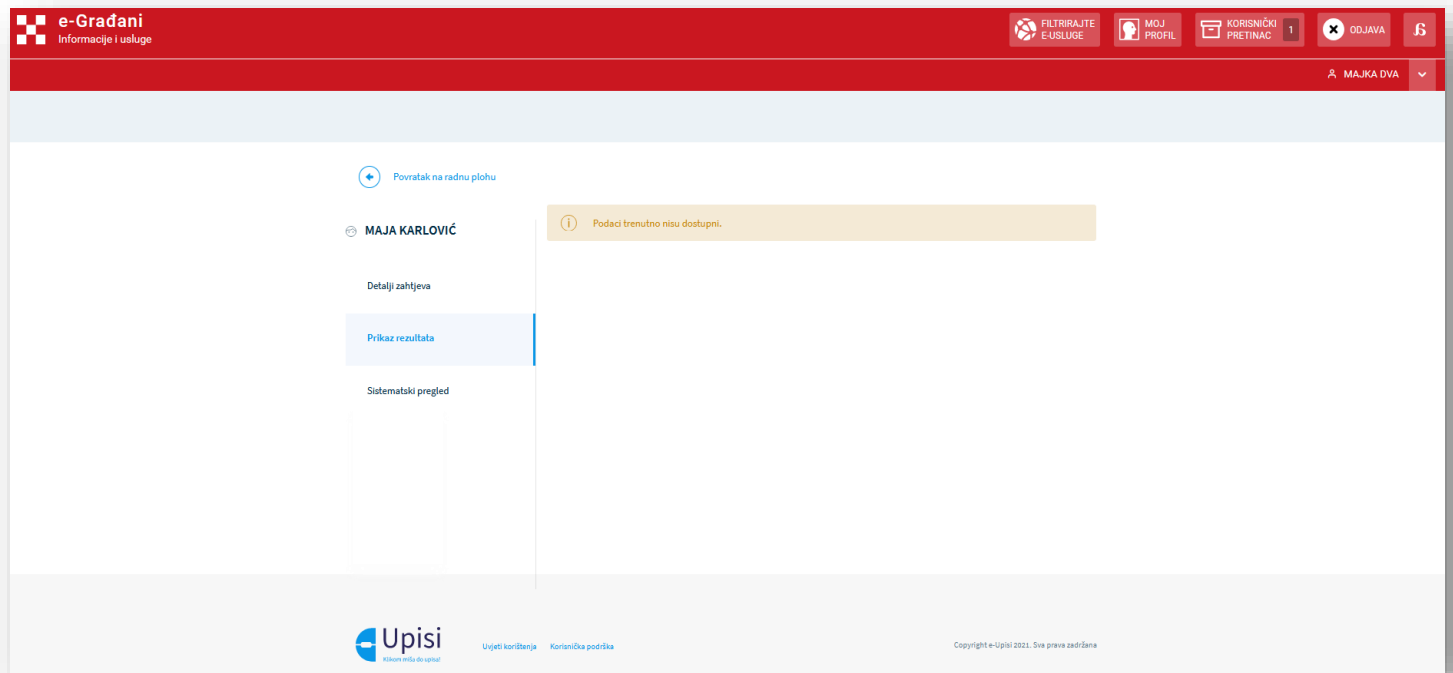 e-Građani
Informacije i usluge
FILTRIRAJTE
E-USLUGE
MOJ
PROFIL
KORISNIČKI
PRETINAC
1
ODJAVA
MAJKA DVA
Povratak na radnu plohu
MAJA KARLOVIĆ
Podaci trenutno nisu dostupni.
Detalji zahtjeva
Prikaz rezultata
Sistematski pregled
Upisi
Klikom miša do upisa!
Uvjeti korištenja
Korisnička podrška
Copyright e-Upisi 2021. Sva prava zadržana